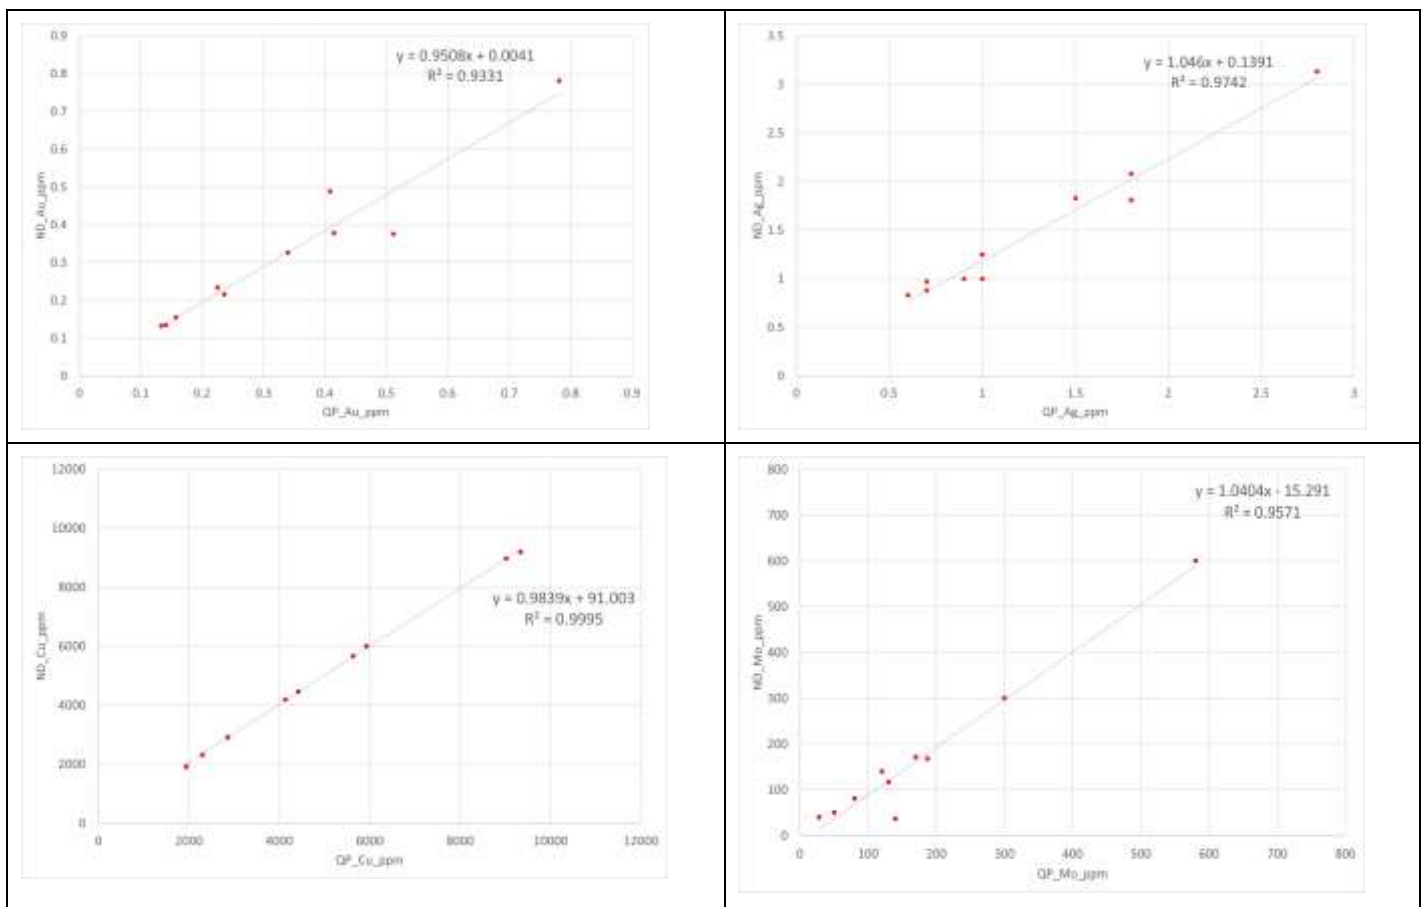 0.9
0.8
0.7
0.6
0.5
0.4
0.3
0.2
0.1
0
ND_Au_ppm
y = 0.9508x + 0.0041
R² = 0.9331
0 0.1 0.2 0.3 0.4 0.5 0.6 0.7 0.8 0.9
QP_Au_ppm
3.5
3
2.5
2
1.5
1
0.5
0
ND_Ag_ppm
y = 1.046x + 0.1391
R² = 0.9742
0 0.5 1 1.5 2 2.5 3
QP_Ag_ppm
12000
10000
8000
6000
4000
2000
0
ND_Cu_ppm
y = 0.9839x + 91.003
R² = 0.9995
0 2000 4000 6000 8000 10000 12000
QP_Cu_ppm
800
700
600
500
400
300
200
100
0
ND_Mo_ppm
y = 1.0404x - 15.291
R² = 0.9571
0 100 200 300 400 500 600 700 800
QP_Mo_ppm